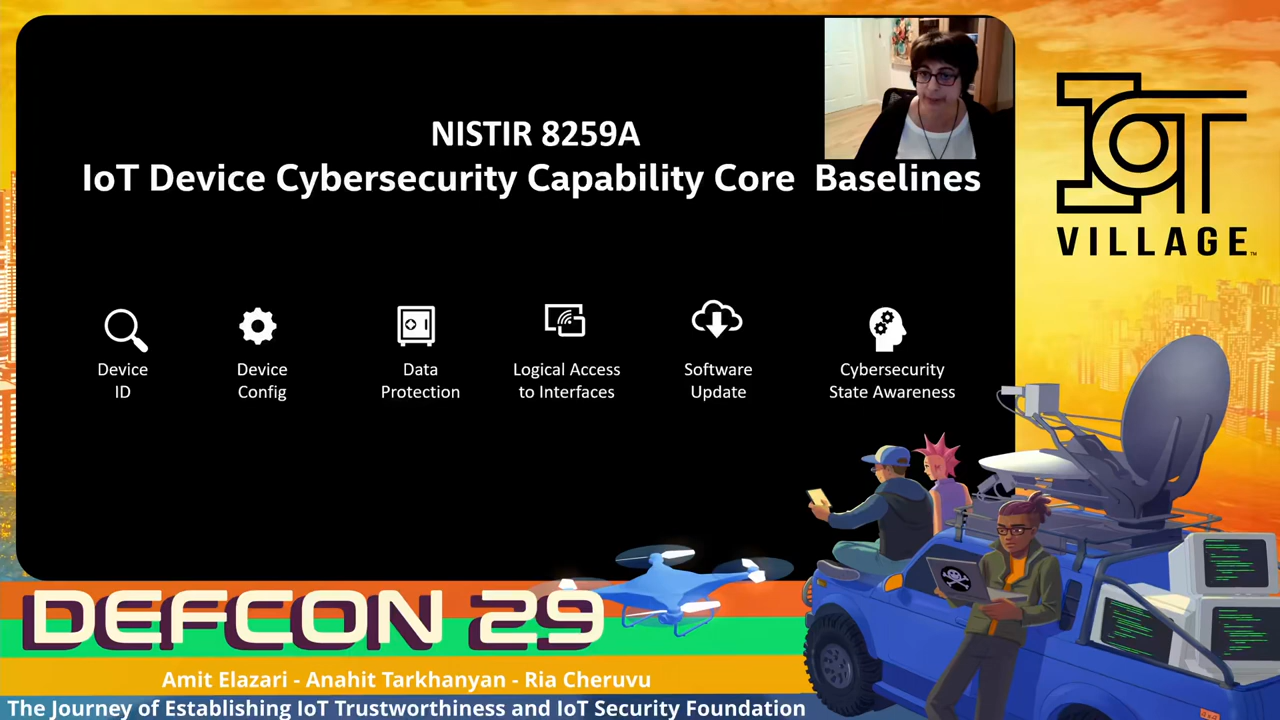 NISTIR 8259A
IoT Device Cybersecurity Capability Core Baselines
Device
ID
Device
Config
Data
Protection
Logical Access
to Interfaces
Software
Update
Cybersecurity
State Awareness
IoT
VILLAGE™
DEFCON 29
Amit Elazari - Anahit Tarkhanyan - Ria Cheruvu
The Journey of Establishing IoT Trustworthiness and IoT Security Foundation